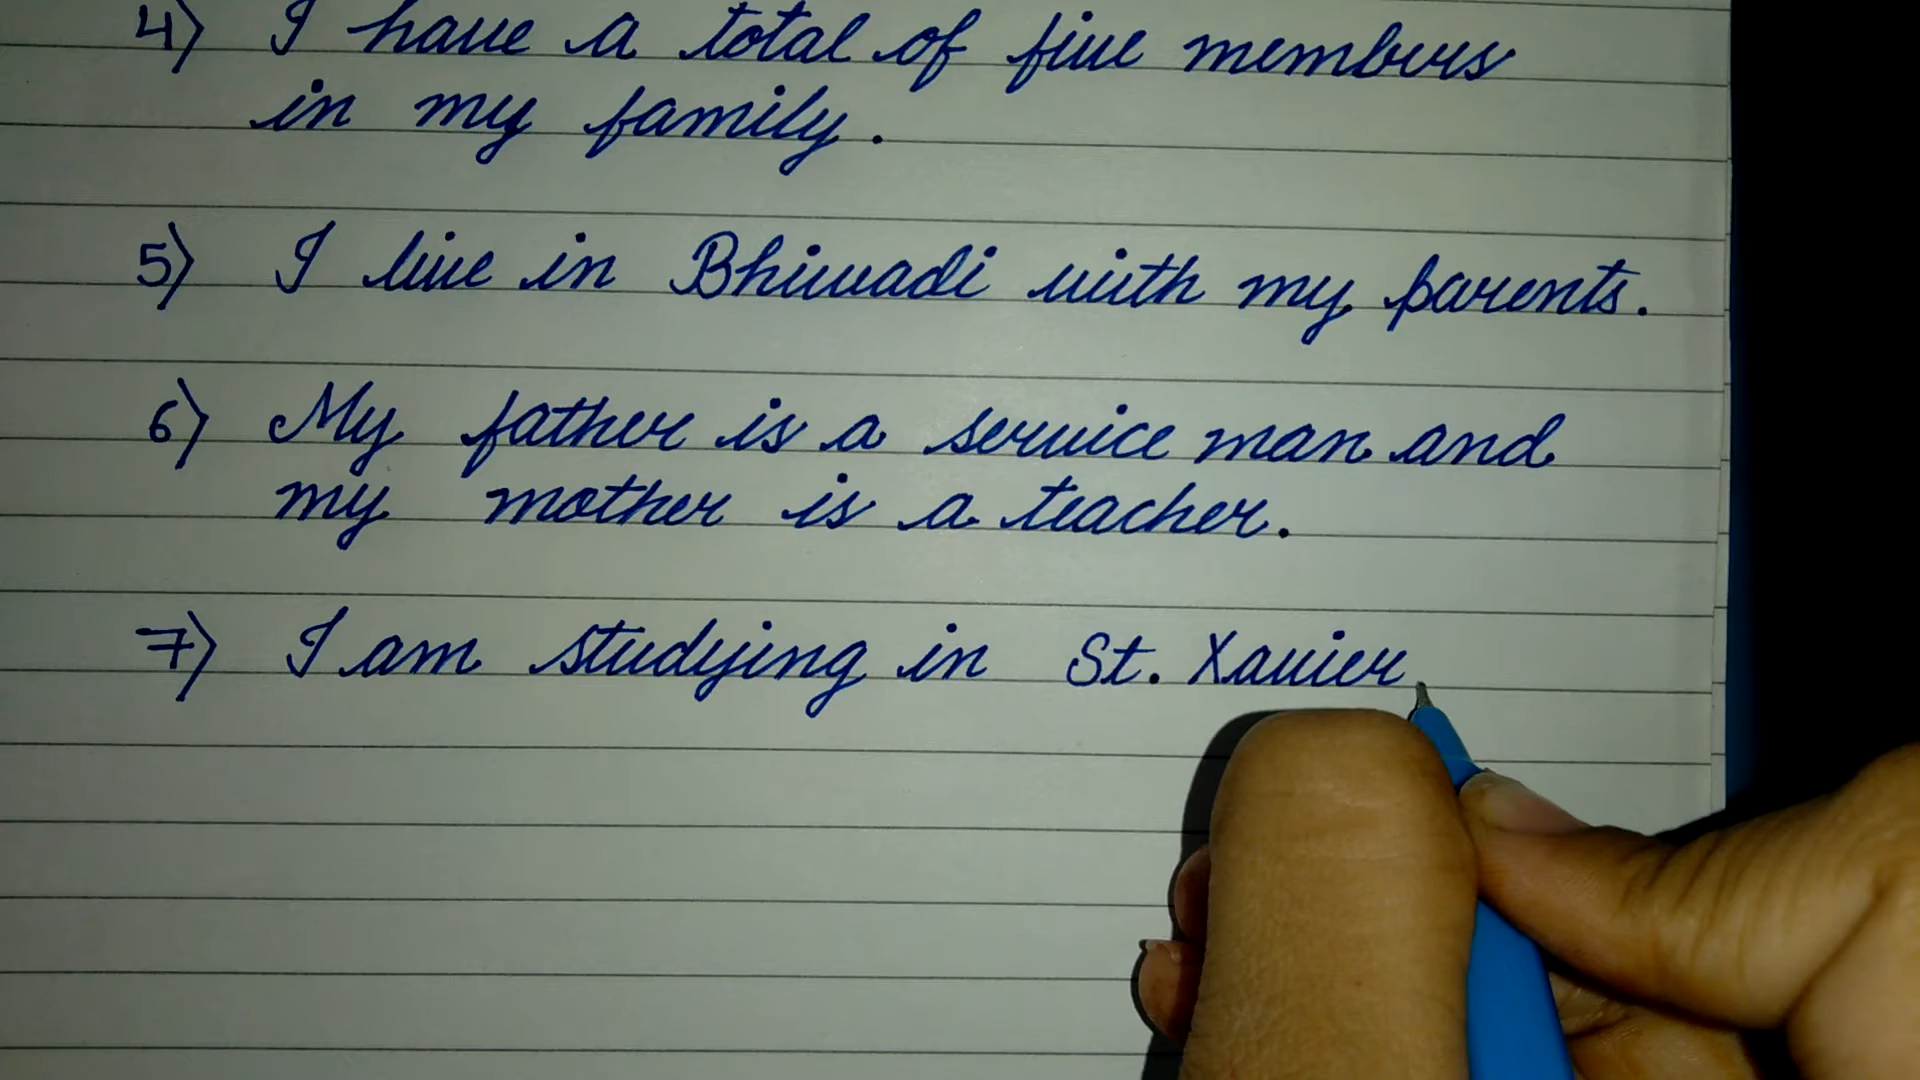 4) I have a total of five members
in my family.
5) I live in Bhiwadi with my parents.
6) My father is a service man and
my mother is a teacher.
7) I am studying in St. Xavier